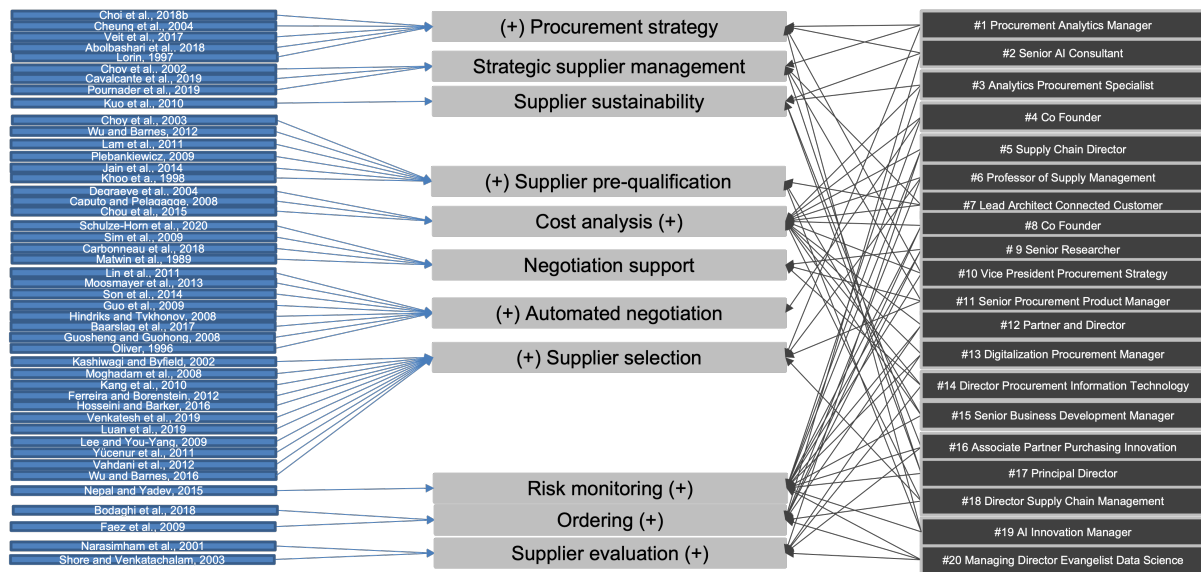 Choi et al., 2018b
Cheung et al., 2004
Veit et al., 2017
Abolbashari et al., 2018
Lorin, 1997
Choy et al., 2002
Cavalcante et al., 2019
Pournader et al., 2019
Kuo et al., 2010
Choy et al., 2003
Wu and Barnes, 2012
Lam et al., 2011
Plebankiewicz, 2009
Jain et al., 2014
Khoo et a., 1998
Degraeve et al., 2004
Caputo and Pelagagge, 2008
Chou et al., 2015
Schulze-Horn et al., 2020
Sim et al., 2009
Carbonneau et al., 2018
Matwin et al., 1989
Lin et al., 2011
Moosmayer et al., 2013
Son et al., 2014
Guo et al., 2009
Hindriks and Tykhonov, 2008
Baarslag et al., 2017
Guosheng and Guohong, 2008
Oliver, 1996
Kashiwagi and Byfield, 2002
Moghadam et al., 2008
Kang et al., 2010
Ferreira and Borenstein, 2012
Hosseini and Barker, 2016
Venkatesh et al., 2019
Luan et al., 2019
Lee and You-Yang, 2009
Yücenur et al., 2011
Vahdani et al., 2012
Wu and Barnes, 2016
Nepal and Yadev, 2015
Bodaghi et al., 2018
Faez et al., 2009
Narasimham et al., 2001
Shore and Venkatachalam, 2003
(+) Procurement strategy
Strategic supplier management
Supplier sustainability
(+) Supplier pre-qualification
Cost analysis (+)
Negotiation support
(+) Automated negotiation
(+) Supplier selection
Risk monitoring (+)
Ordering (+)
Supplier evaluation (+)
#1 Procurement Analytics Manager
#2 Senior AI Consultant
#3 Analytics Procurement Specialist
#4 Co Founder
#5 Supply Chain Director
#6 Professor of Supply Management
#7 Lead Architect Connected Customer
#8 Co Founder
# 9 Senior Researcher
#10 Vice President Procurement Strategy
#11 Senior Procurement Product Manager
#12 Partner and Director
#13 Digitalization Procurement Manager
#14 Director Procurement Information Technology
#15 Senior Business Development Manager
#16 Associate Partner Purchasing Innovation
#17 Principal Director
#18 Director Supply Chain Management
#19 AI Innovation Manager
#20 Managing Director Evangelist Data Science